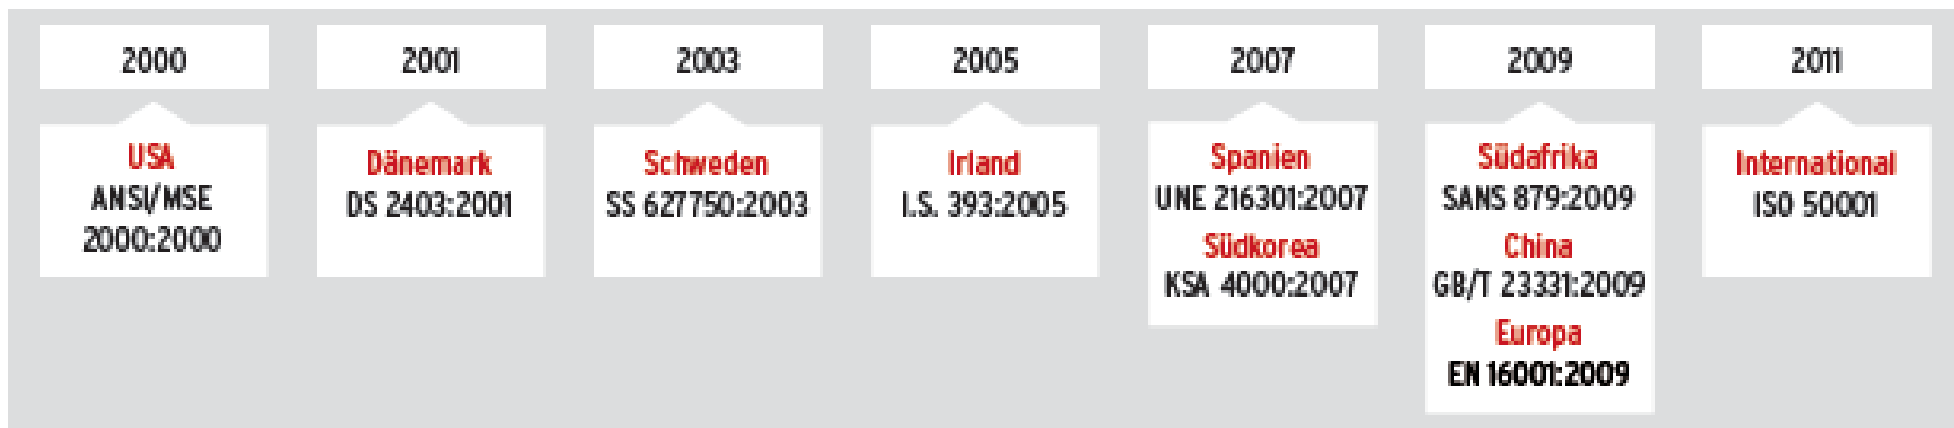 2000
USA
ANSI/MSE
2000:2000
2001
Dänemark
DS 2403:2001
2003
Schweden
SS 627750:2003
2005
Irland
I.S. 393:2005
2007
Spanien
UNE 216301:2007
Südkorea
KSA 4000:2007
2009
Südafrika
SANS 879:2009
China
GB/T 23331:2009
Europa
EN 16001:2009
2011
International
ISO 50001